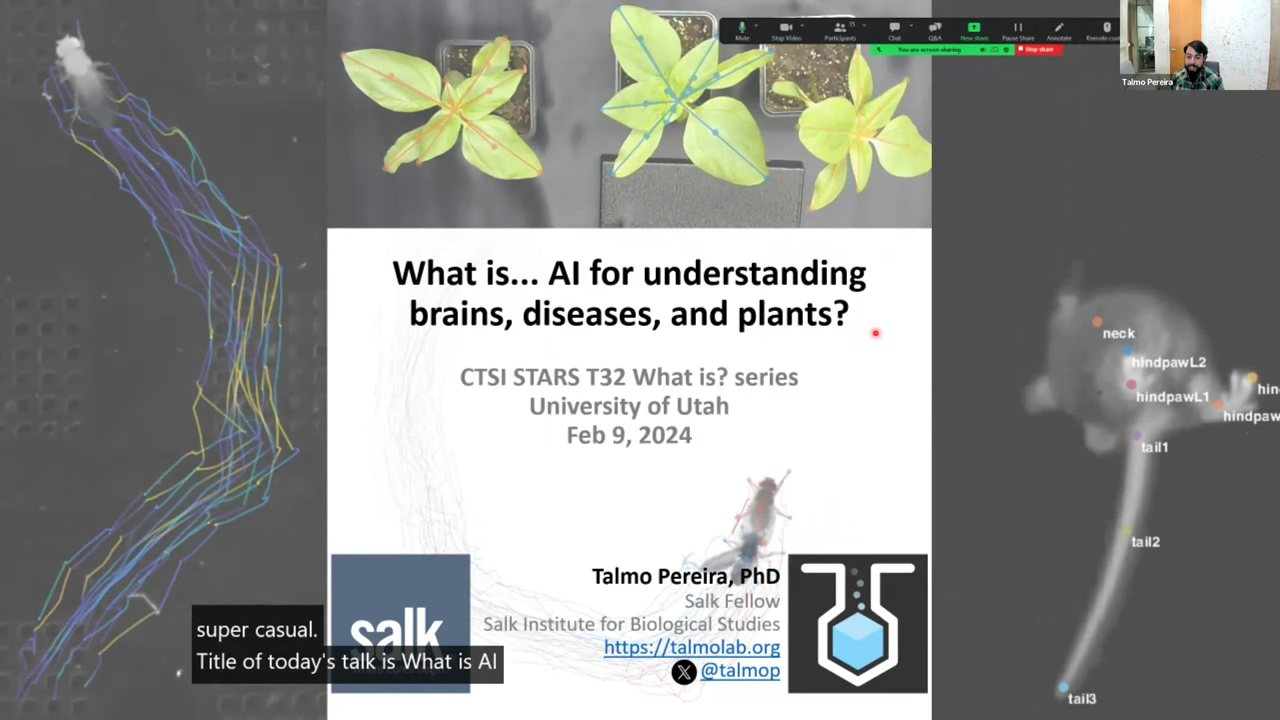 Mute
Stop Video
Participants
Chat
Q&A
New share
Pause Share
Annotate
You are screen sharing
Stop share
Talmo Pereira
What is... AI for understanding
brains, diseases, and plants?
CTSI STARS T32 What is? series
University of Utah
Feb 9, 2024
neck
hindpawL2
hindpawL1
tail1
tail2
tail3
Talmo Pereira, PhD
Salk Fellow
Salk Institute for Biological Studies
https://talmolab.org
@talmop
salk
super casual.
Title of today's talk is What is AI